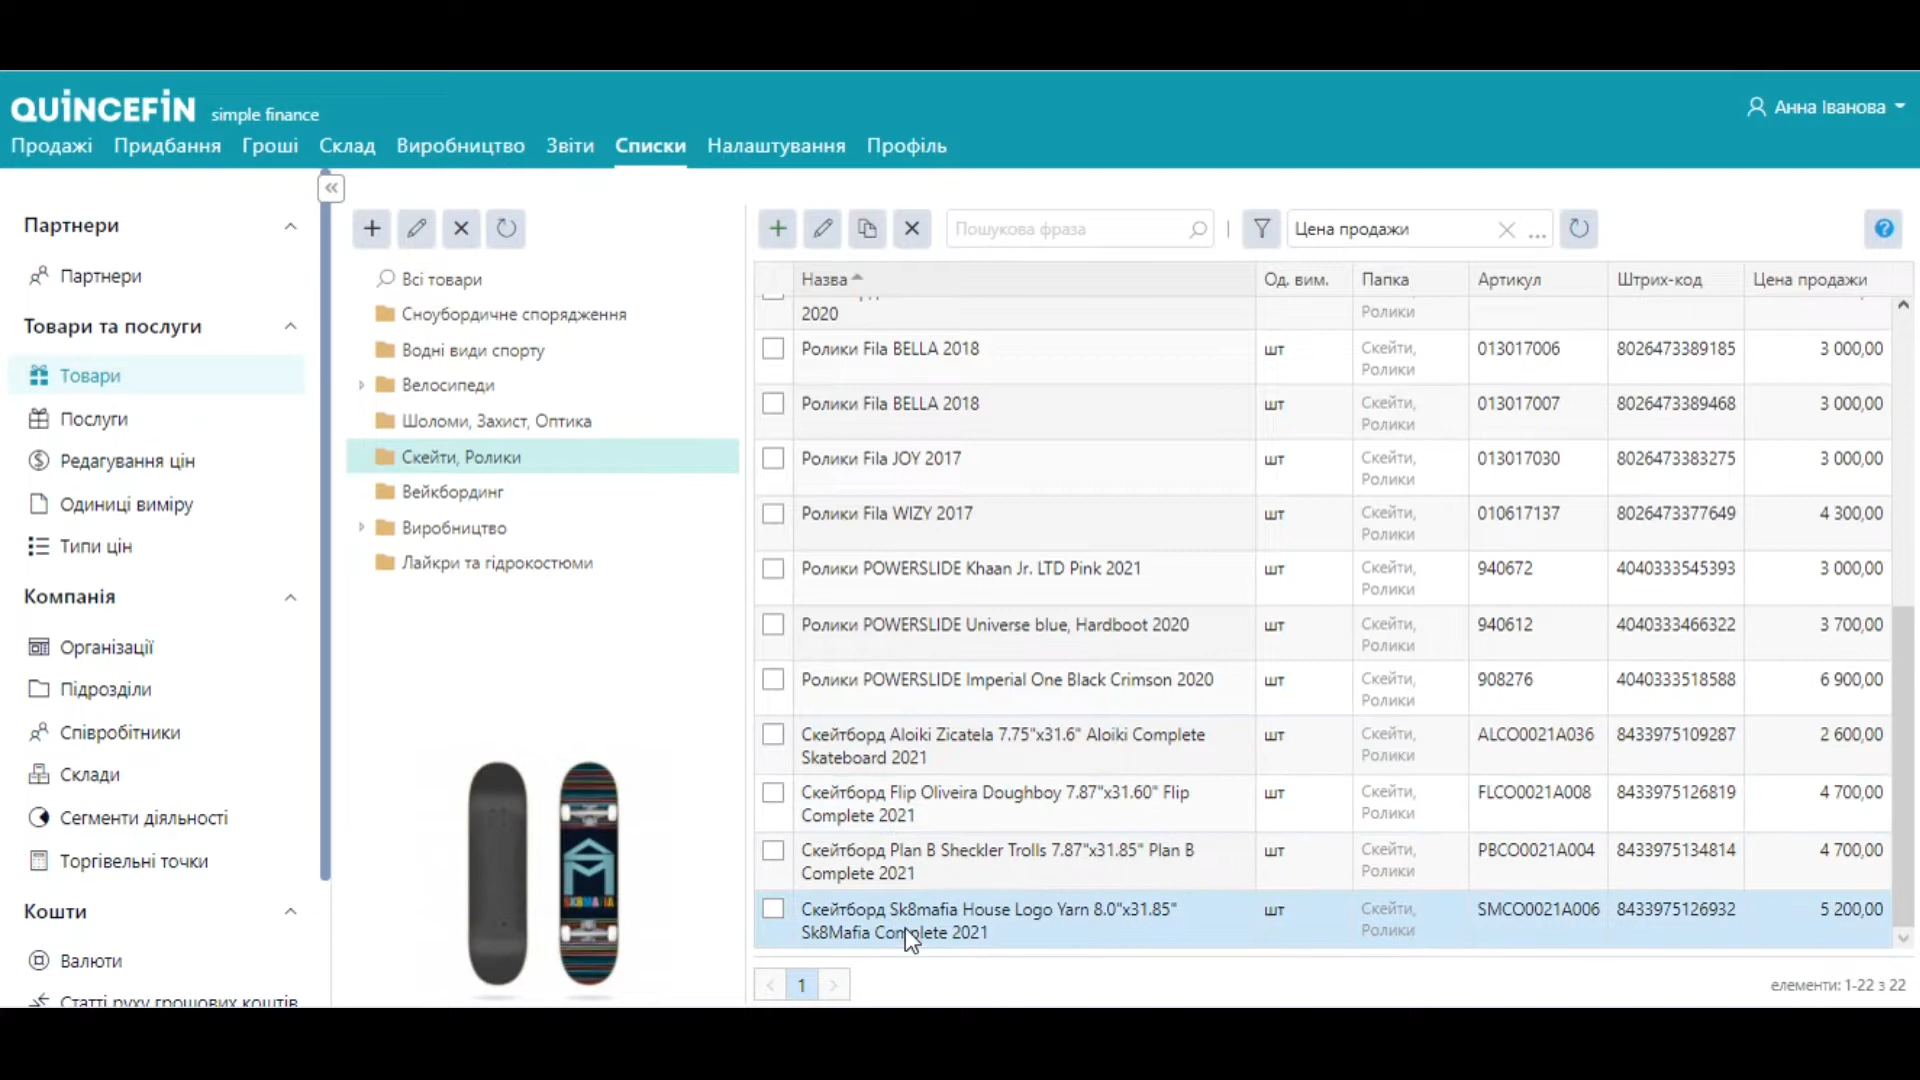 QUINCEFIN simple finance
Анна Іванова
Продажі Придбання Гроші Склад Виробництво Звіти Списки Налаштування Профіль
Партнери
Партнери
Товари та послуги
Товари
Послуги
Редагування цін
Одиниці виміру
Типи цін
Компанія
Організації
Підрозділи
Співробітники
Склади
Сегменти діяльності
Торгівельні точки
Кошти
Валюти
Статті руху грошових коштів
Всі товари
Сноубордичне спорядження
Водні види спорту
Велосипеди
Шоломи, Захист, Оптика
Скейти, Ролики
Вейкбординг
Виробництво
Лайкри та гідрокостюми
SK8MAFIA
Пошукова фраза
Цена продажи
...
?
Назва Од. вим. Папка Артикул Штрих-код Цена продажи
2020 Ролики
Ролики Fila BELLA 2018 шт Скейти, 013017006 8026473389185 3 000,00
Ролики
Ролики Fila BELLA 2018 шт Скейти, 013017007 8026473389468 3 000,00
Ролики
Ролики Fila JOY 2017 шт Скейти, 013017030 8026473383275 3 000,00
Ролики
Ролики Fila WIZY 2017 шт Скейти, 010617137 8026473377649 4 300,00
Ролики
Ролики POWERSLIDE Khaan Jr. LTD Pink 2021 шт Скейти, 940672 4040333545393 3 000,00
Ролики
Ролики POWERSLIDE Universe blue, Hardboot 2020 шт Скейти, 940612 4040333466322 3 700,00
Ролики
Ролики POWERSLIDE Imperial One Black Crimson 2020 шт Скейти, 908276 4040333518588 6 900,00
Ролики
Скейтборд Aloiki Zicatela 7.75"x31.6" Aloiki Complete шт Скейти, ALCO0021A036 8433975109287 2 600,00
Skateboard 2021 Ролики
Скейтборд Flip Oliveira Doughboy 7.87"x31.60" Flip шт Скейти, FLCO0021A008 8433975126819 4 700,00
Complete 2021 Ролики
Скейтборд Plan B Sheckler Trolls 7.87"x31.85" Plan B шт Скейти, PBCO0021A004 8433975134814 4 700,00
Complete 2021 Ролики
Скейтборд Sk8mafia House Logo Yarn 8.0"x31.85" шт Скейти, SMCO0021A006 8433975126932 5 200,00
Sk8Mafia Complete 2021 Ролики
1
елементи: 1-22 з 22